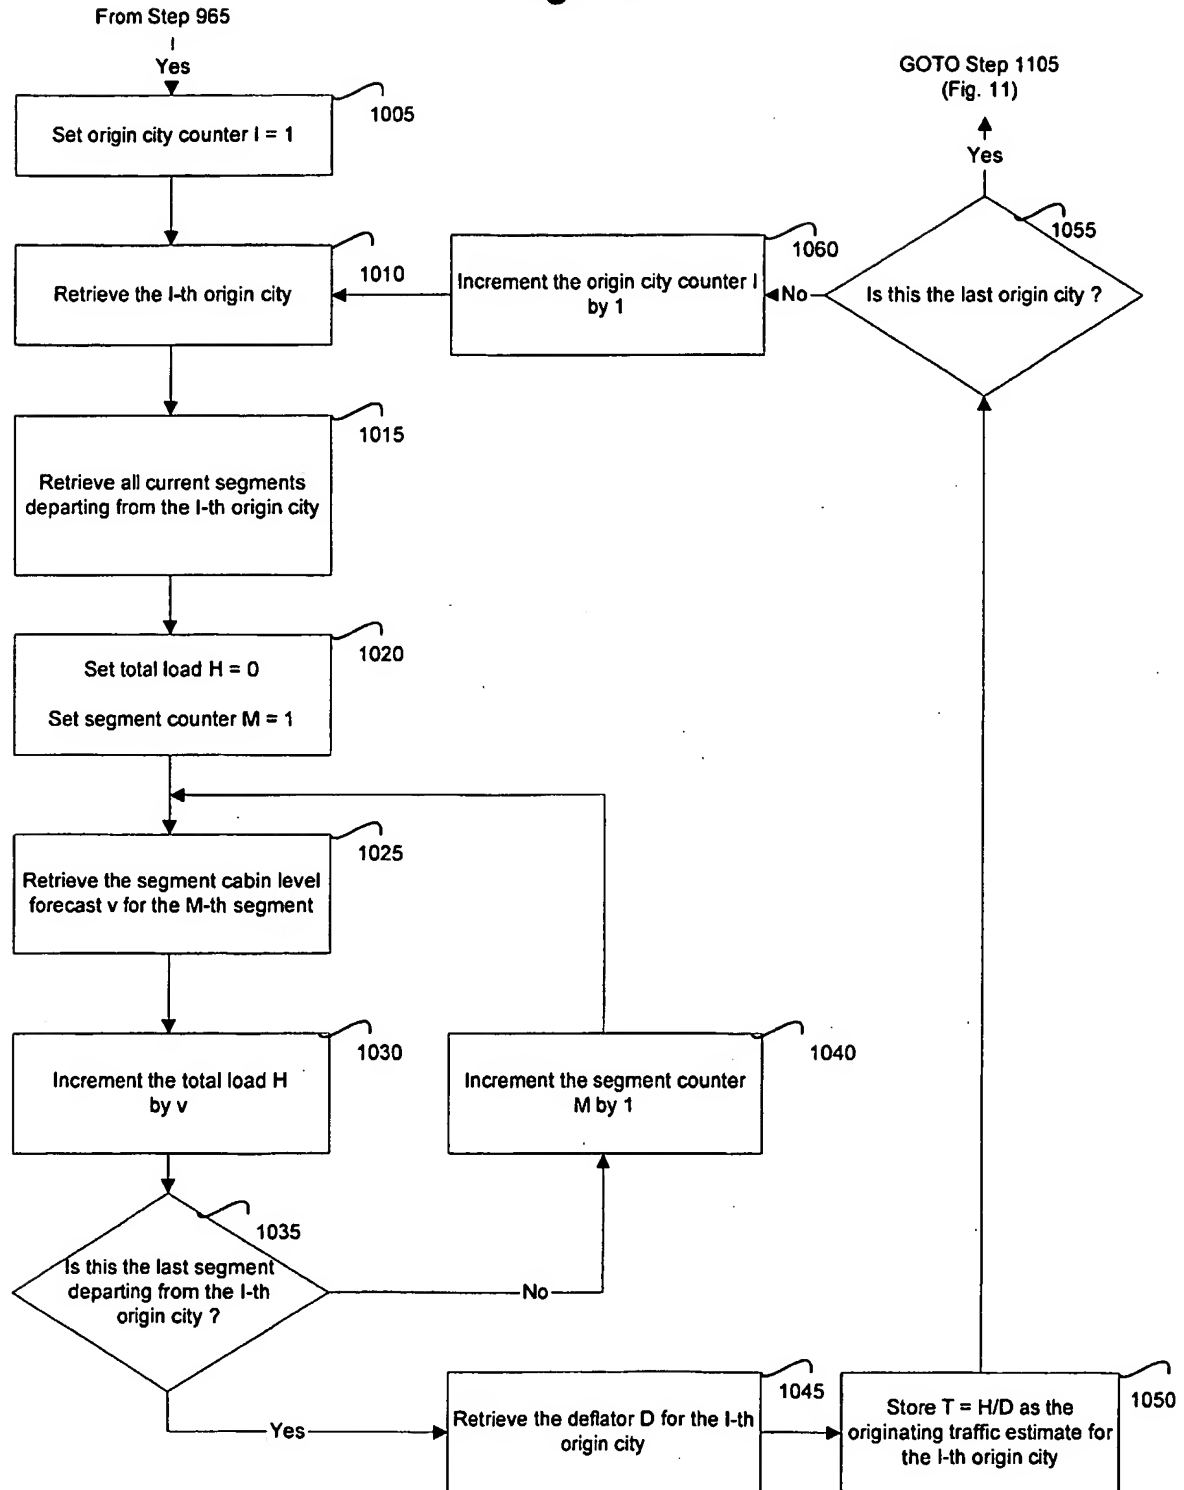 From Step 965
Yes
Set origin city counter I = 1
1005
GOTO Step 1105
(Fig. 11)
Yes
Is this the last origin city ?
1055
No
Increment the origin city counter I
by 1
1060
Retrieve the I-th origin city
1010
Retrieve all current segments
departing from the I-th origin city
1015
Set total load H = 0
Set segment counter M = 1
1020
Retrieve the segment cabin level
forecast v for the M-th segment
1025
Increment the total load H
by v
1030
Increment the segment counter
M by 1
1040
Is this the last segment
departing from the I-th
origin city ?
1035
No
Yes
Retrieve the deflator D for the I-th
origin city
1045
Store T = H/D as the
originating traffic estimate for
the I-th origin city
1050